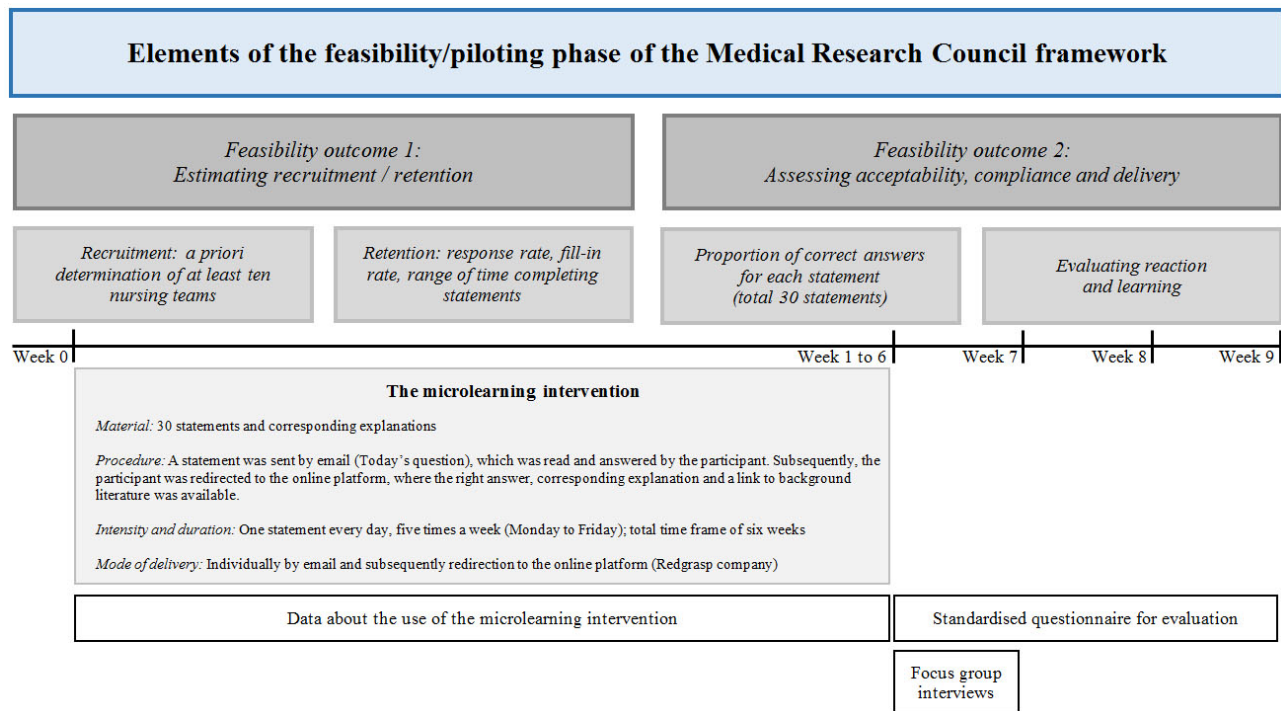 Elements of the feasibility/piloting phase of the Medical Research Council framework
Feasibility outcome 1:
Estimating recruitment / retention
Feasibility outcome 2:
Assessing acceptability, compliance and delivery
Recruitment: a priori
determination of at least ten
nursing teams
Retention: response rate, fill-in
rate, range of time completing
statements
Proportion of correct answers
for each statement
(total 30 statements)
Evaluating reaction
and learning
Week 0
Week 1 to 6
Week 7
Week 8
Week 9
The microlearning intervention
Material: 30 statements and corresponding explanations
Procedure: A statement was sent by email (Today's question), which was read and answered by the participant. Subsequently, the
participant was redirected to the online platform, where the right answer, corresponding explanation and a link to background
literature was available.
Intensity and duration: One statement every day, five times a week (Monday to Friday); total time frame of six weeks
Mode of delivery: Individually by email and subsequently redirection to the online platform (Redgrasp company)
Data about the use of the microlearning intervention
Standardised questionnaire for evaluation
Focus group
interviews